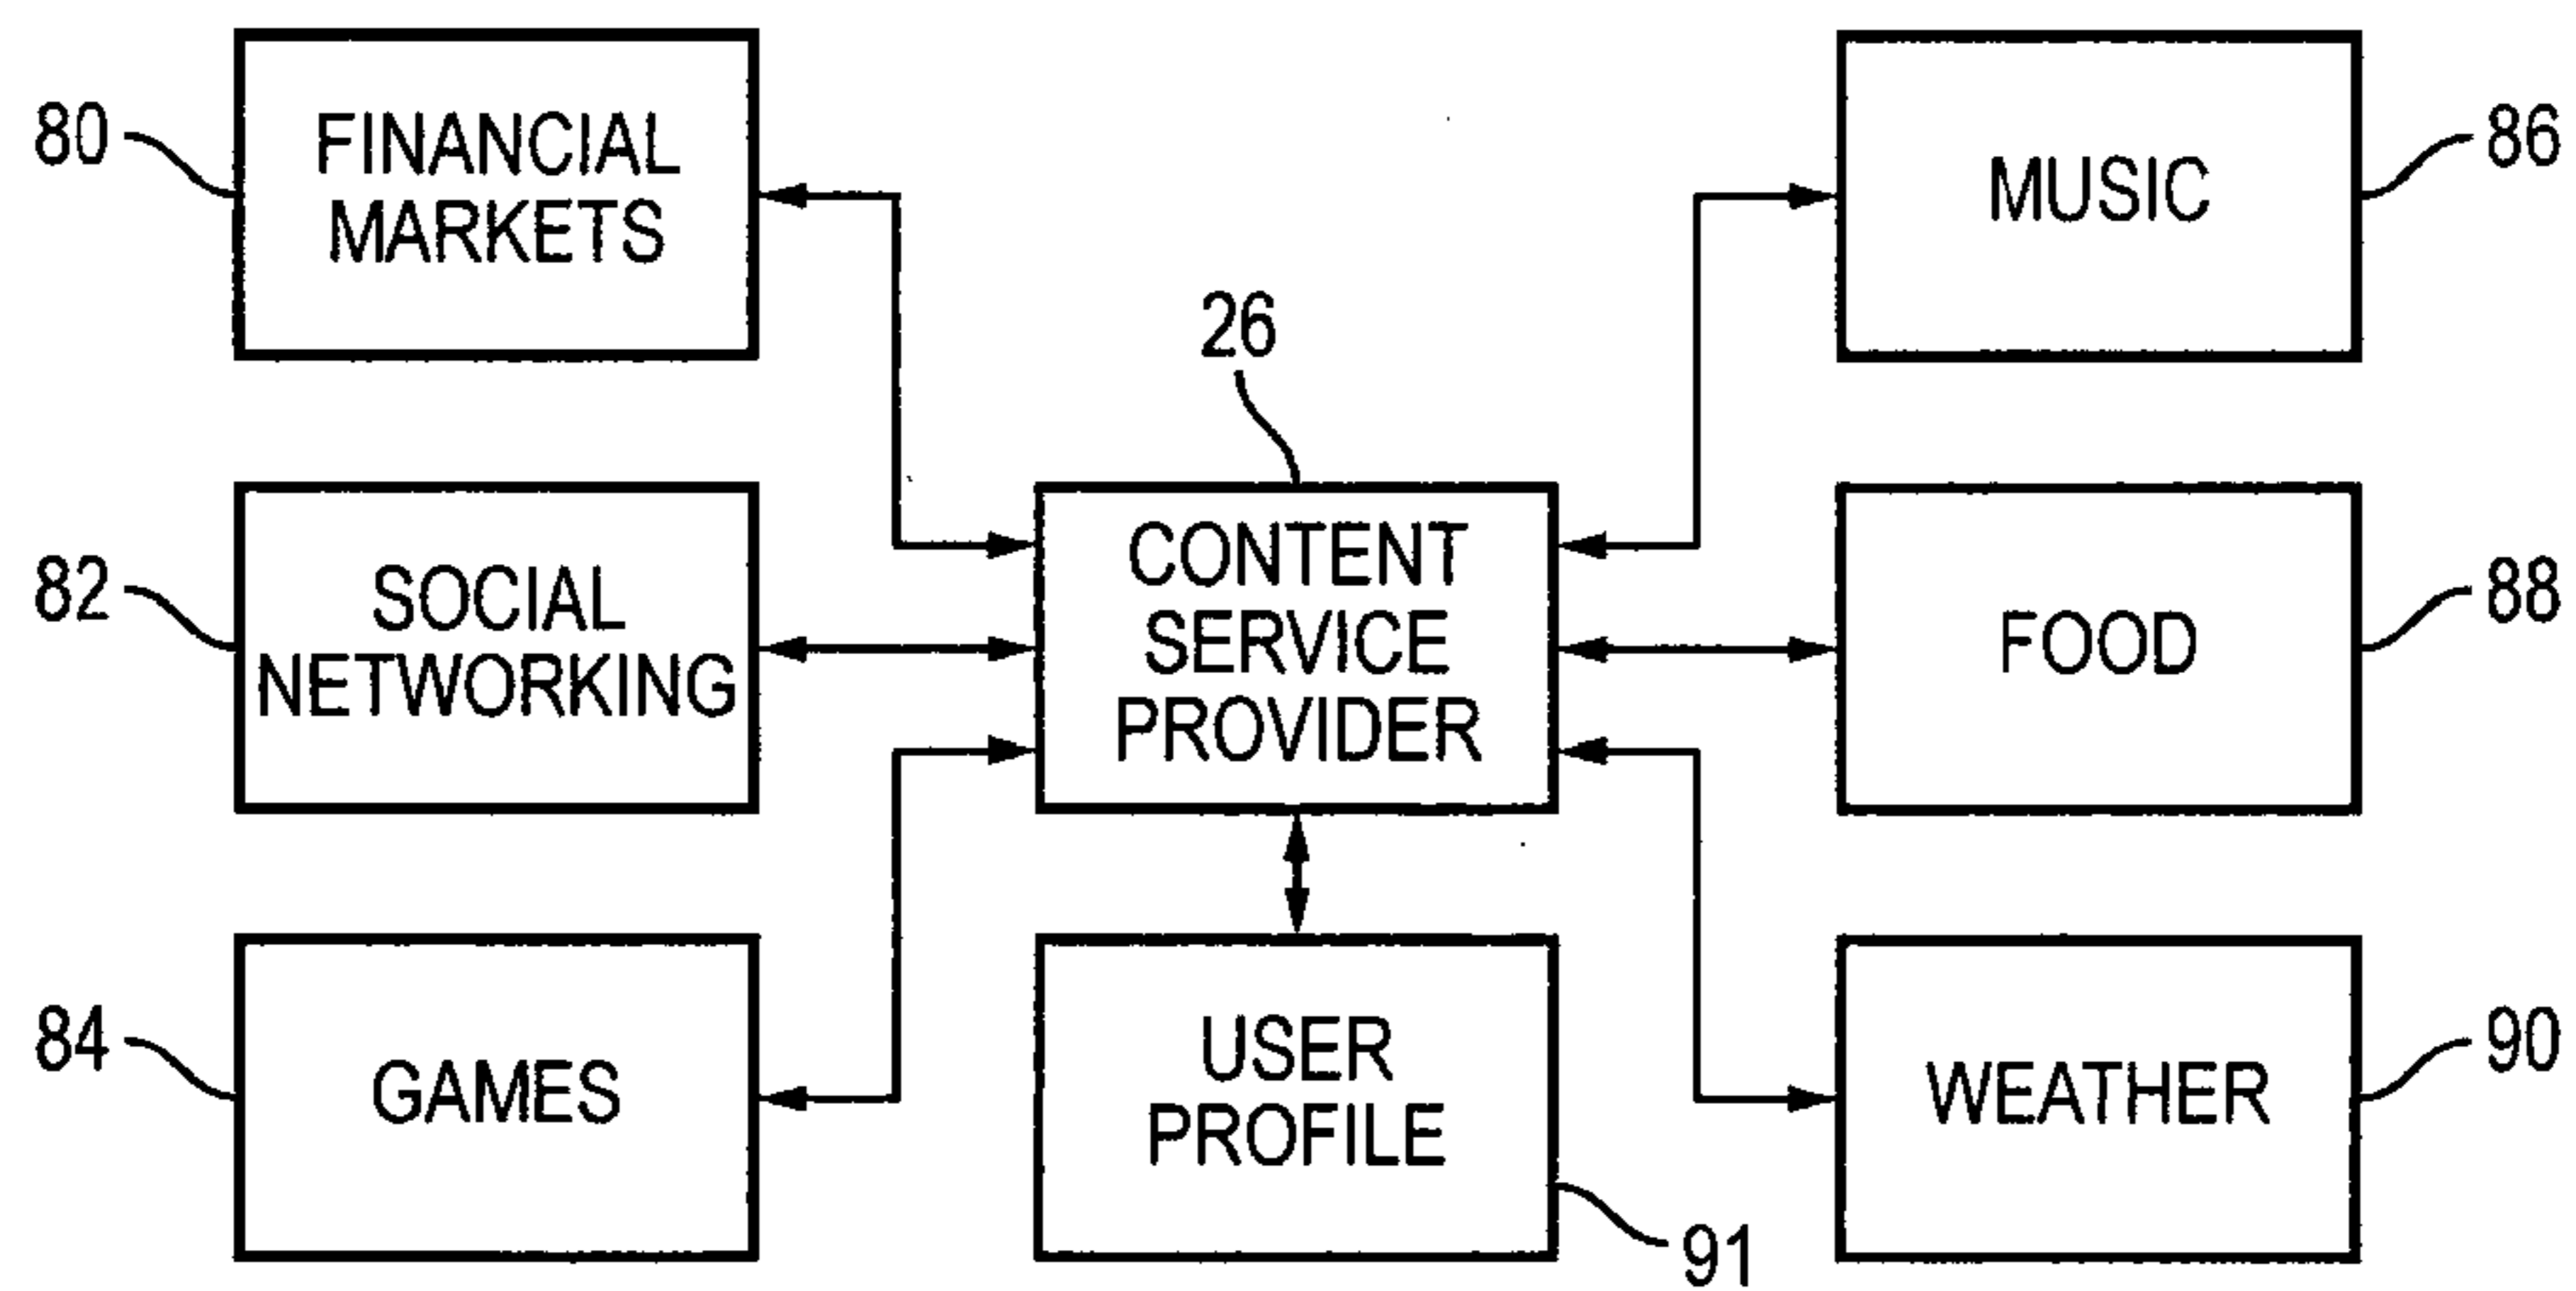 80
FINANCIAL
MARKETS
86
MUSIC
26
82
SOCIAL
NETWORKING
CONTENT
SERVICE
PROVIDER
88
FOOD
84
GAMES
USER
PROFILE
91
90
WEATHER